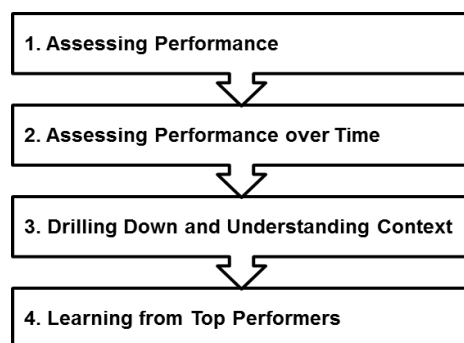 1. Assessing Performance
2. Assessing Performance over Time
3. Drilling Down and Understanding Context
4. Learning from Top Performers